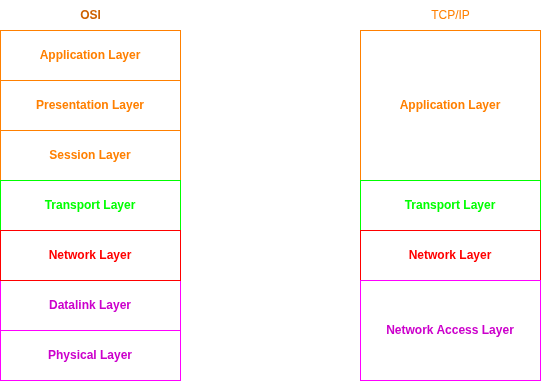 OSI
Application Layer
Presentation Layer
Session Layer
Transport Layer
Network Layer
Datalink Layer
Physical Layer
TCP/IP
Application Layer
Transport Layer
Network Layer
Network Access Layer